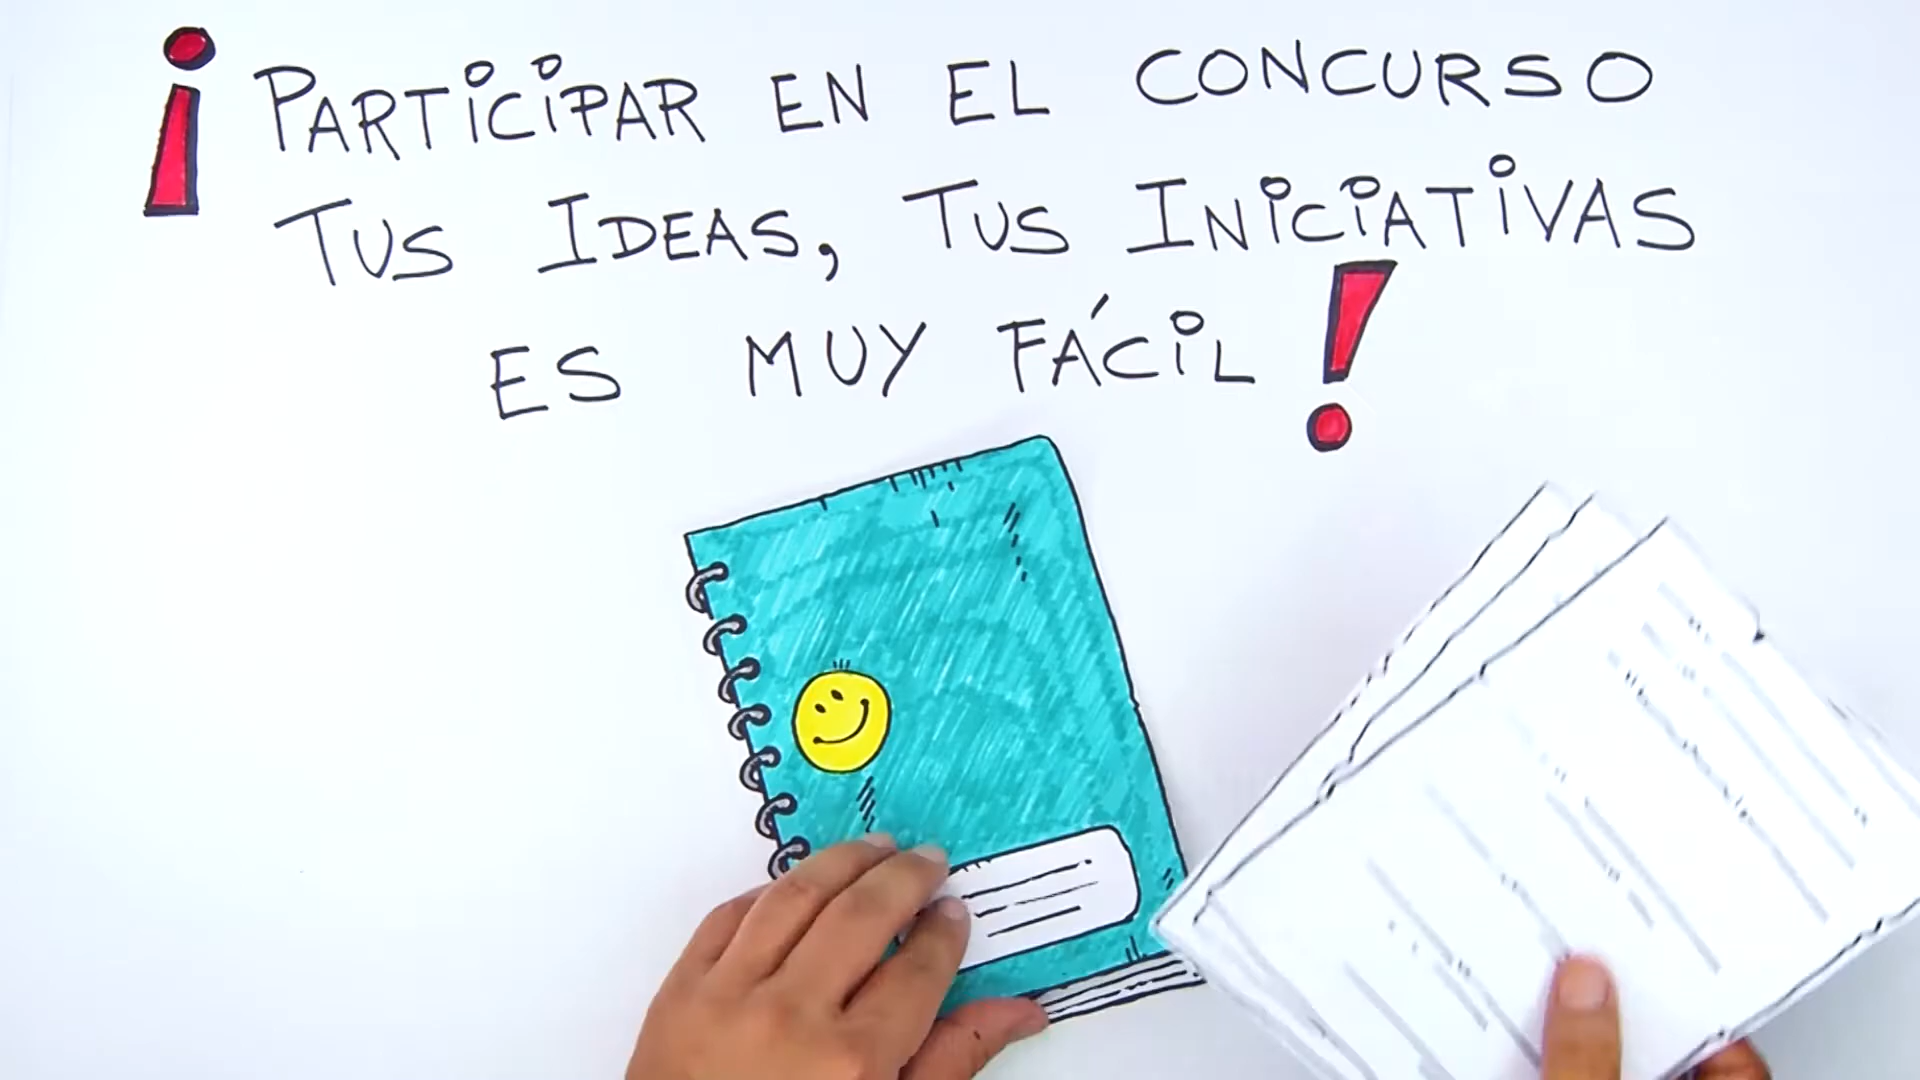 ¡PARTICIPAR EN EL CONCURSO
TUS IDEAS, TUS INICIATIVAS
ES MUY FÁCIL!